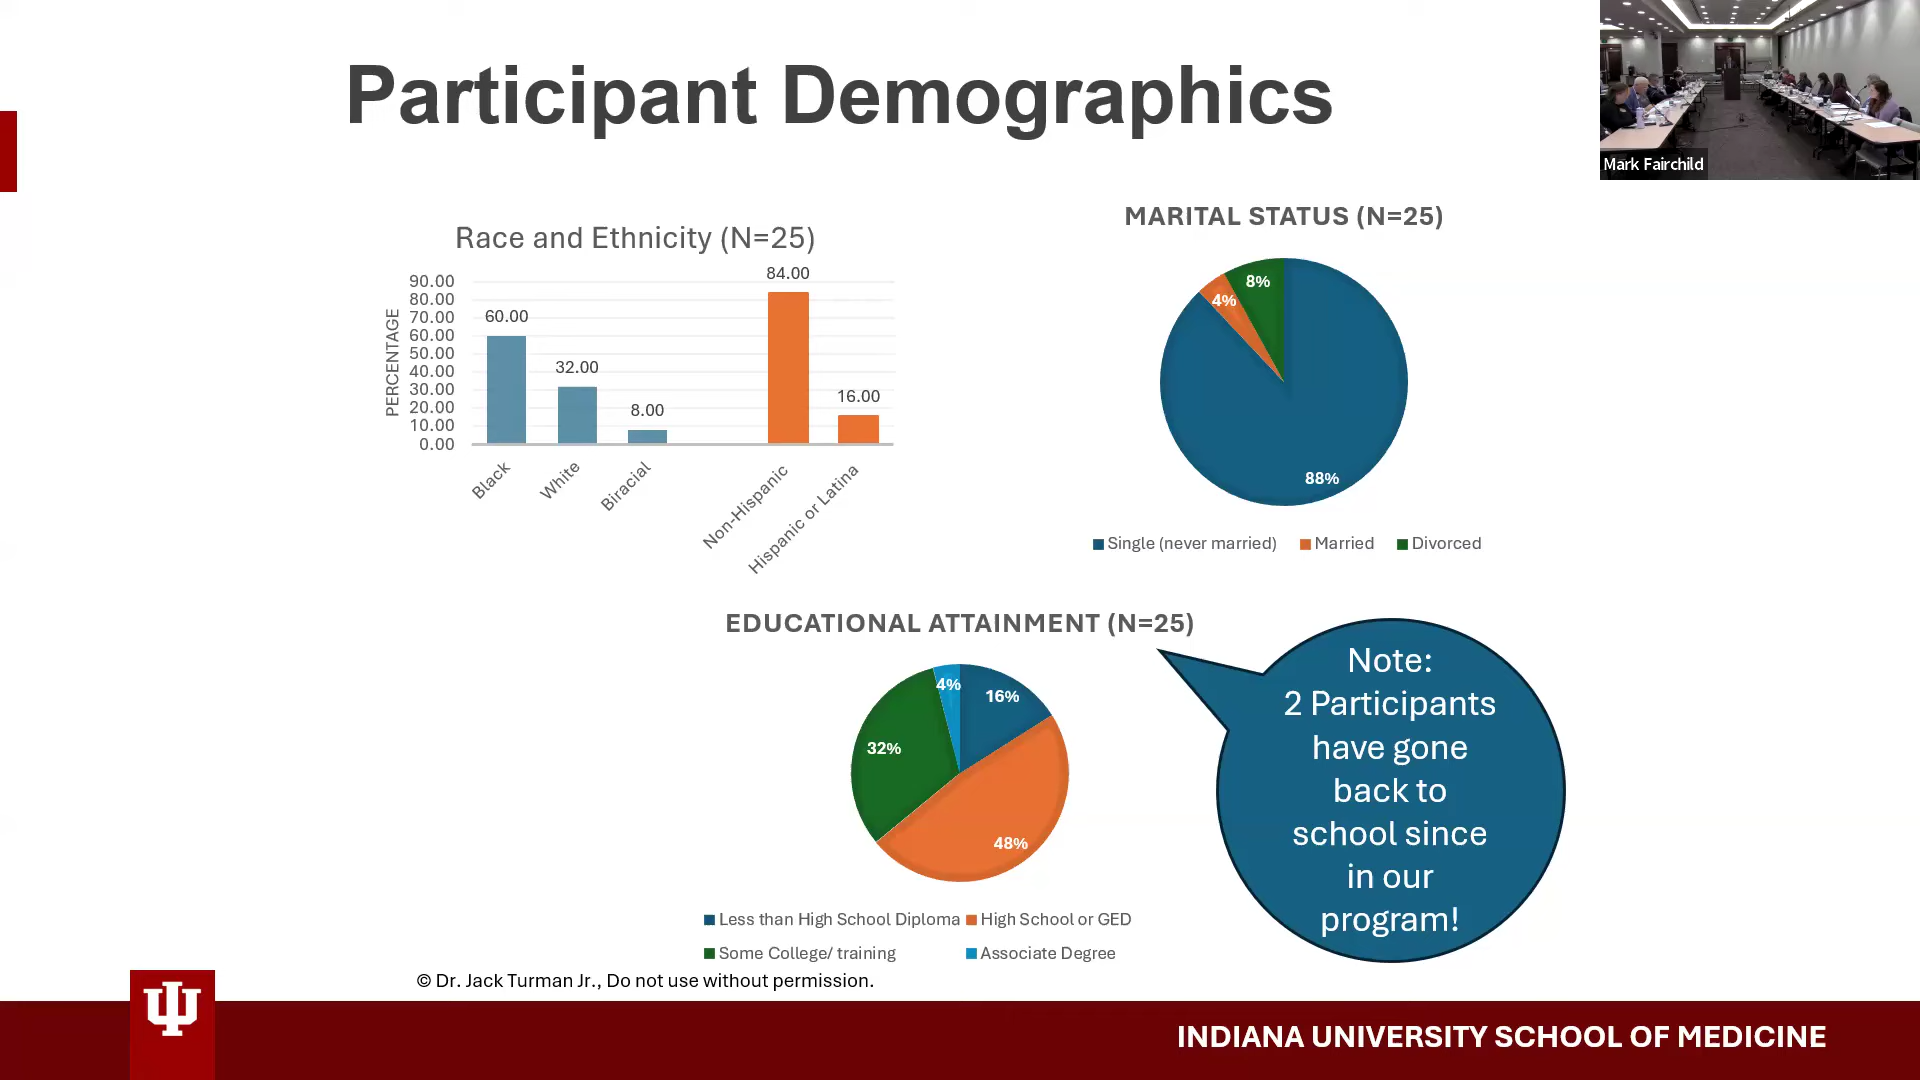 Participant Demographics
Mark Fairchild
Race and Ethnicity (N=25)
PERCENTAGE
90.00
80.00
70.00
60.00
50.00
40.00
30.00
20.00
10.00
0.00
60.00
32.00
8.00
84.00
16.00
Black
White
Biracial
Non-Hispanic
Hispanic or Latina
MARITAL STATUS (N=25)
8%
4%
88%
Single (never married) Married Divorced
EDUCATIONAL ATTAINMENT (N=25)
4%
16%
32%
48%
Less than High School Diploma High School or GED
Some College/ training Associate Degree
Note:
2 Participants
have gone
back to
school since
in our
program!
© Dr. Jack Turman Jr., Do not use without permission.
INDIANA UNIVERSITY SCHOOL OF MEDICINE